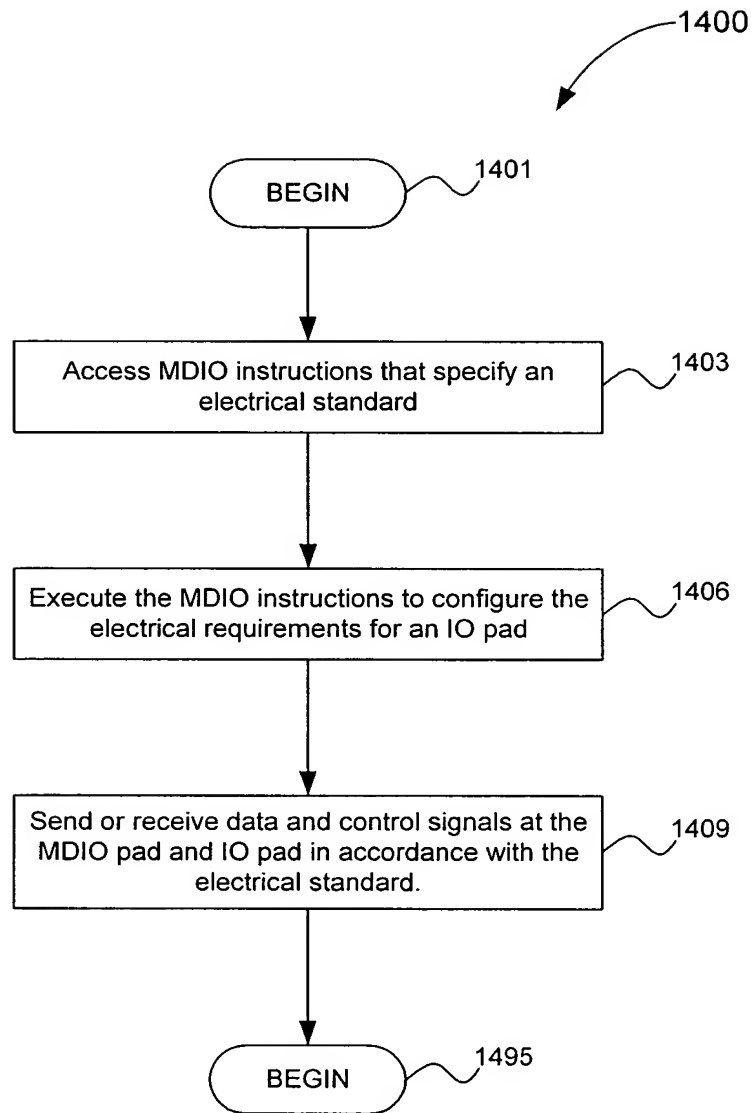 1400
BEGIN
1401
Access MDIO instructions that specify an
electrical standard
1403
Execute the MDIO instructions to configure the
electrical requirements for an IO pad
1406
Send or receive data and control signals at the
MDIO pad and IO pad in accordance with the
electrical standard.
1409
BEGIN
1495